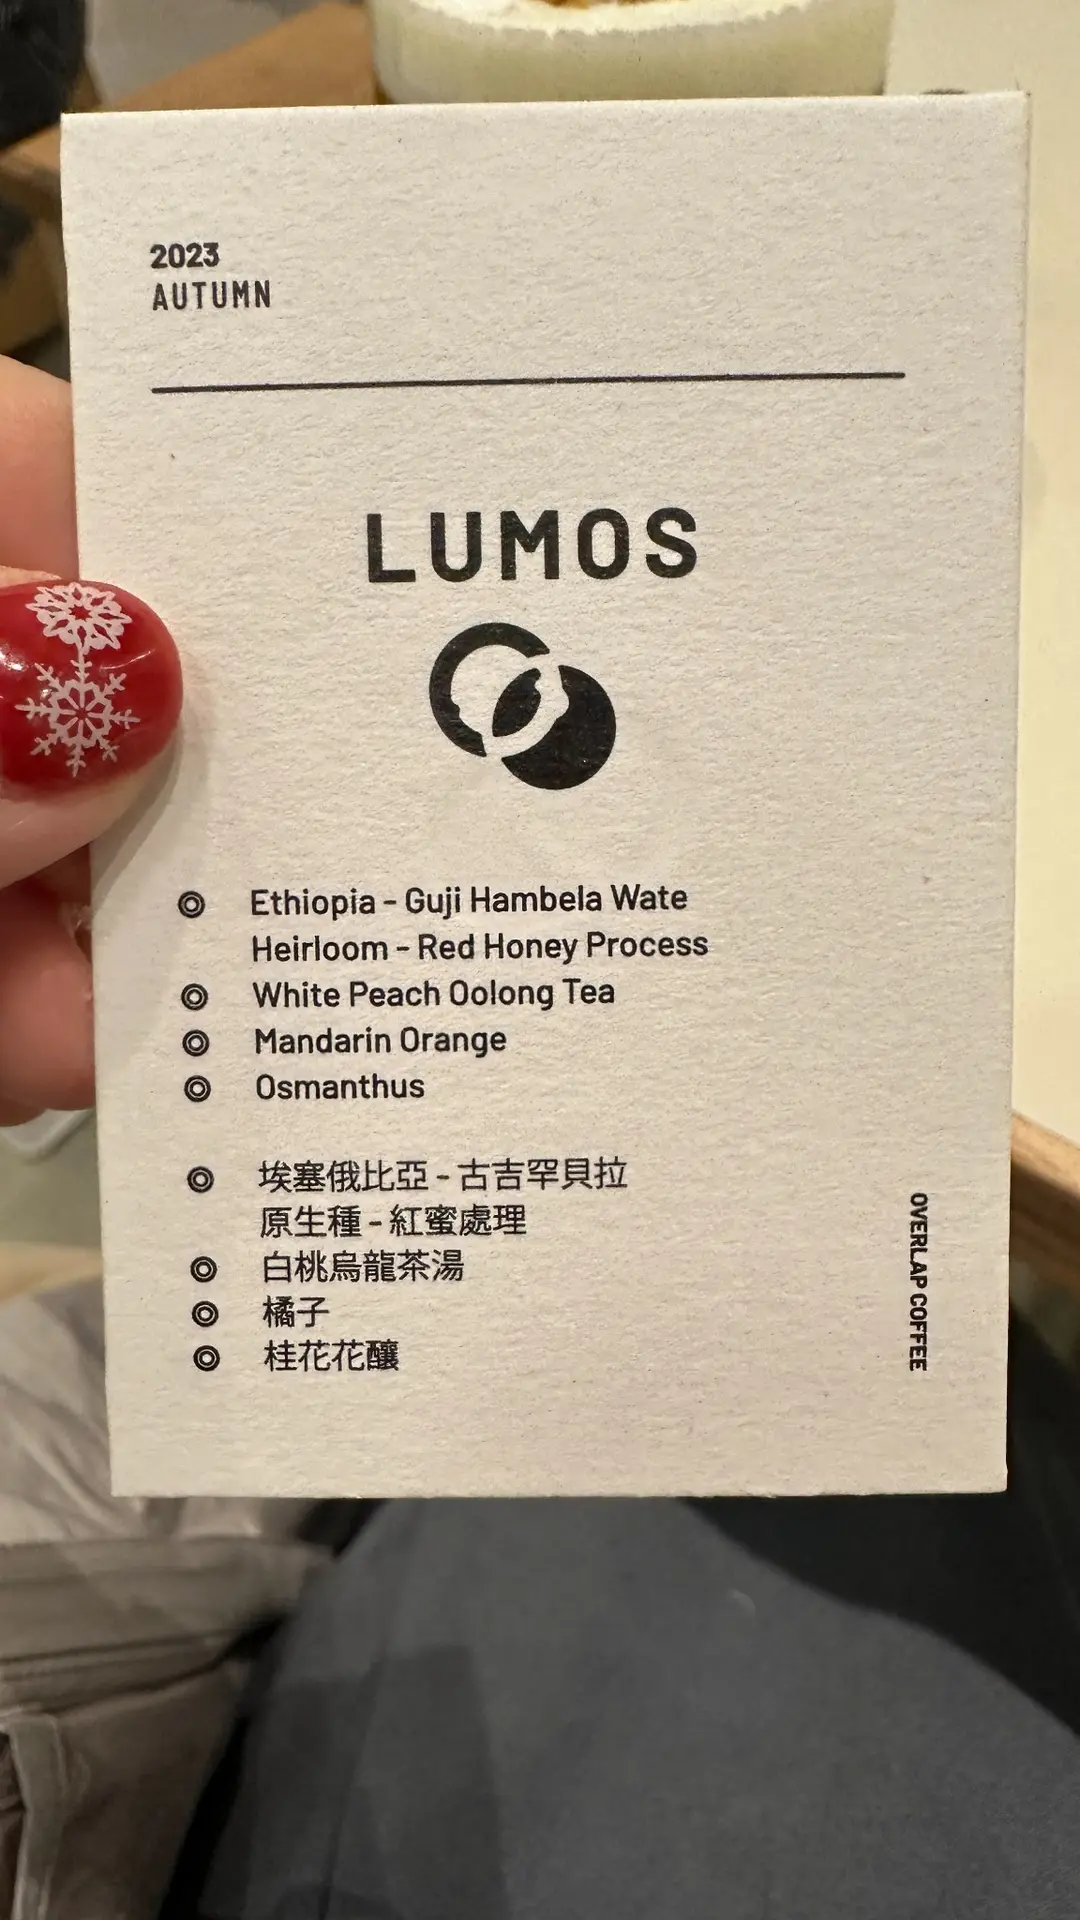 2023
AUTUMN
LUMOS
Ethiopia - Guji Hambela Wate
Heirloom - Red Honey Process
White Peach Oolong Tea
Mandarin Orange
Osmanthus
埃塞俄比亞 - 古吉罕貝拉
原生種 - 紅蜜處理
白桃烏龍茶湯
橘子
桂花花釀
OVERLAP COFFEE